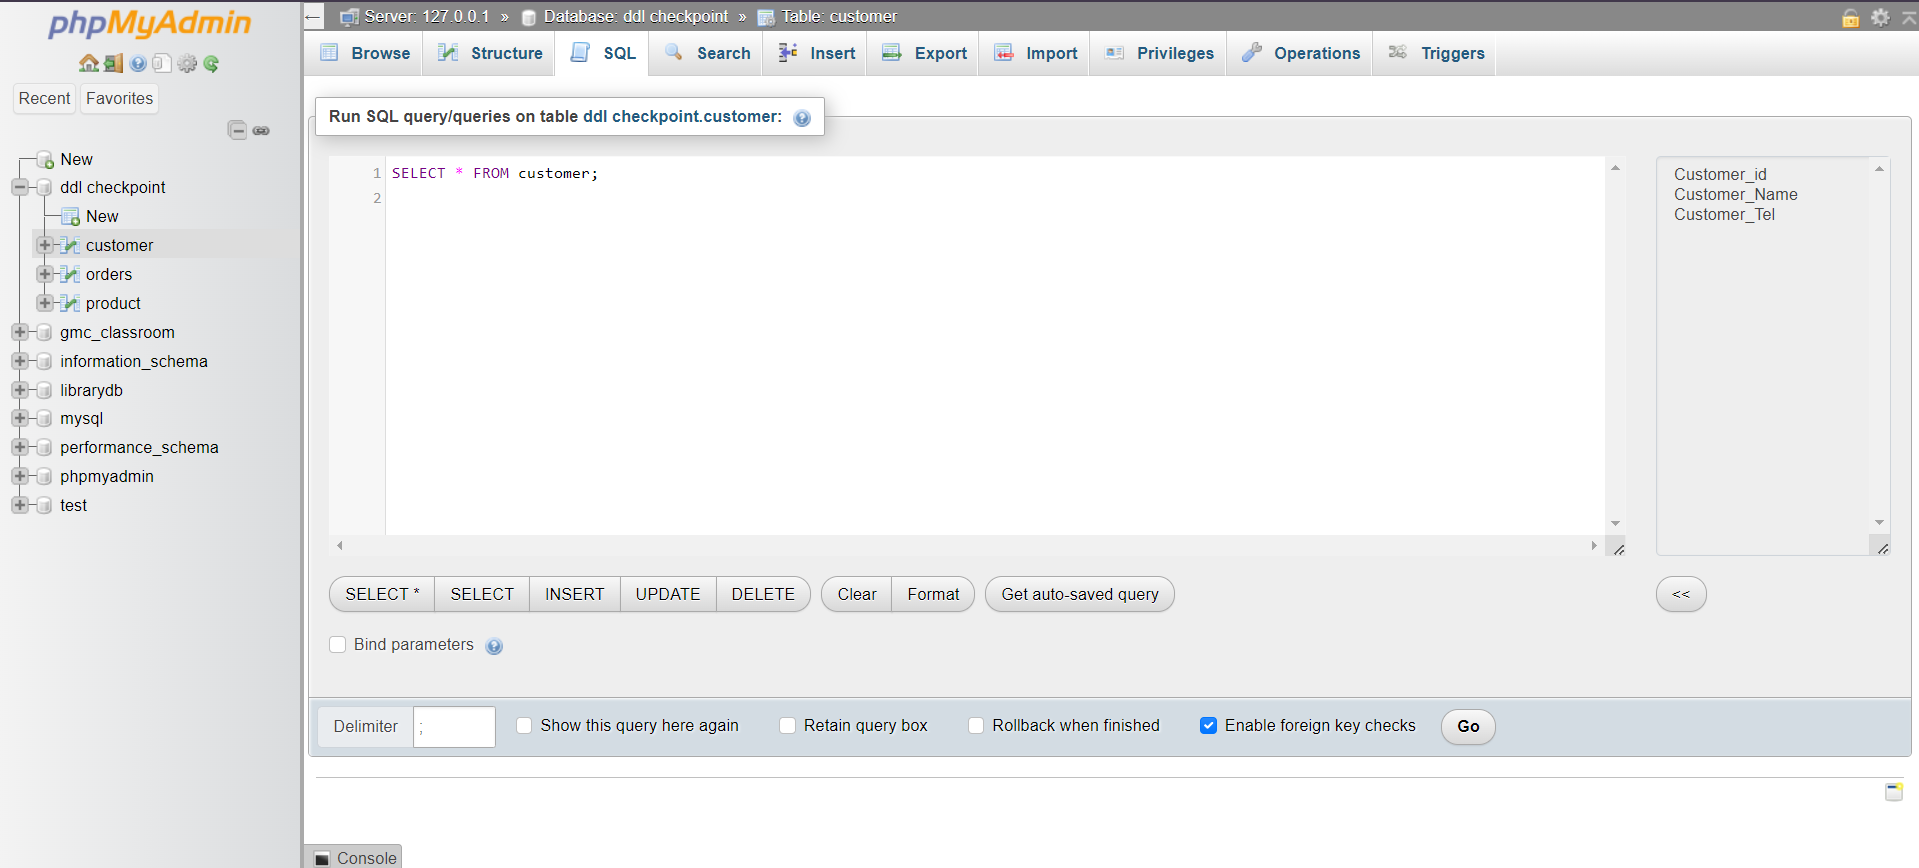 phpMyAdmin
Recent Favorites
New
ddl checkpoint
New
customer
orders
product
gmc_classroom
information_schema
librarydb
mysql
performance_schema
phpmyadmin
test
← Server: 127.0.0.1 » Database: ddl checkpoint » Table: customer
Browse Structure SQL Search Insert Export Import Privileges Operations Triggers
Run SQL query/queries on table ddl checkpoint.customer:
1 SELECT * FROM customer;
2
Customer_id
Customer_Name
Customer_Tel
SELECT * SELECT INSERT UPDATE DELETE Clear Format Get auto-saved query <<
Bind parameters
Delimiter ; Show this query here again Retain query box Rollback when finished Enable foreign key checks Go
Console